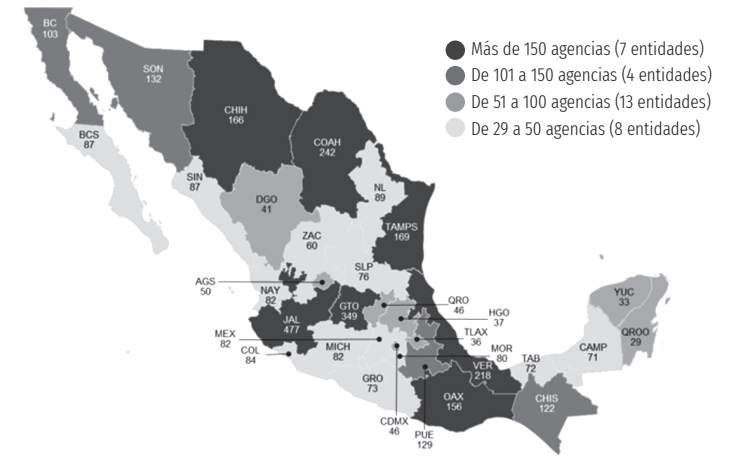 BC
103
SON
132
CHIH
166
COAH
242
BCS
87
SIN
87
DGO
41
NL
89
TAMPS
169
ZAC
60
SLP
76
AGS
50
NAY
82
JAL
477
GTO
349
QRO
46
HGO
37
TLAX
36
MOR
80
MEX
82
COL
84
MICH
82
GRO
73
CDMX
46
PUE
129
VER
218
OAX
156
TAB
72
CHIS
122
CAMP
71
YUC
33
QROO
29
Más de 150 agencias (7 entidades)
De 101 a 150 agencias (4 entidades)
De 51 a 100 agencias (13 entidades)
De 29 a 50 agencias (8 entidades)